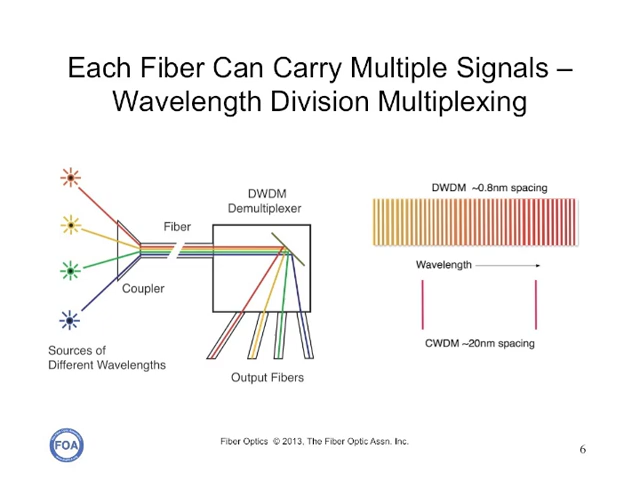 Each Fiber Can Carry Multiple Signals –
Wavelength Division Multiplexing
DWDM
Demultiplexer
Fiber
Coupler
Sources of
Different Wavelengths
Output Fibers
DWDM ~0.8nm spacing
Wavelength
CWDM ~20nm spacing
FOA
Fiber Optics © 2013, The Fiber Optic Assn. Inc.
6